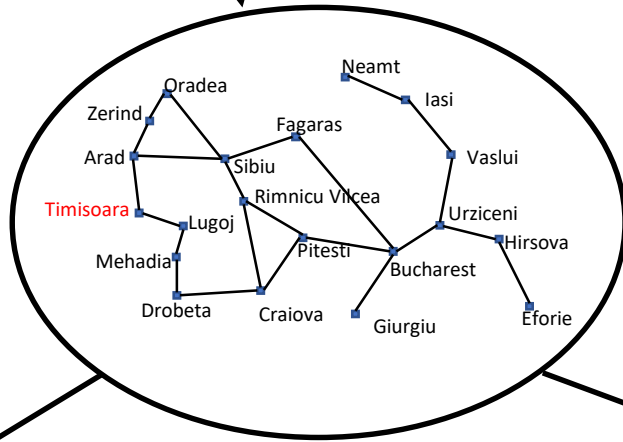 Neamt
Oradea
Iasi
Zerind
Fagaras
Arad
Sibiu
Vaslui
Rimnicu Vilcea
Timisoara
Lugoj
Urziceni
Hirsova
Pitesti
Mehadia
Bucharest
Drobeta
Craiova
Giurgiu
Eforie